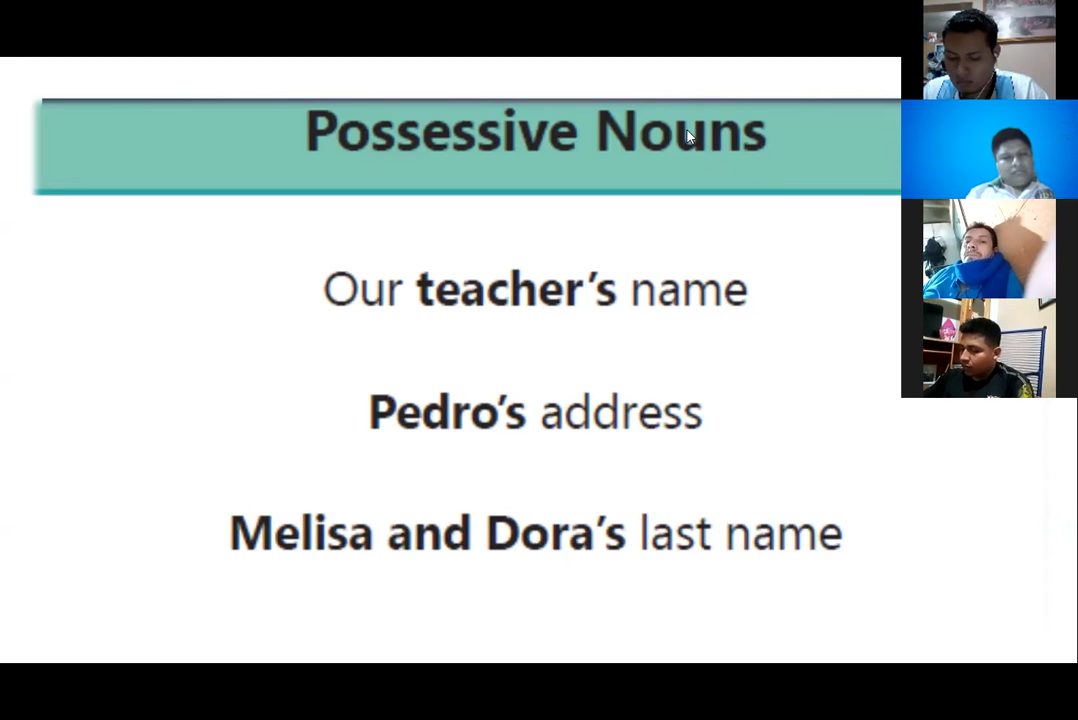 Possessive Nouns
Our teacher’s name
Pedro’s address
Melisa and Dora’s last name